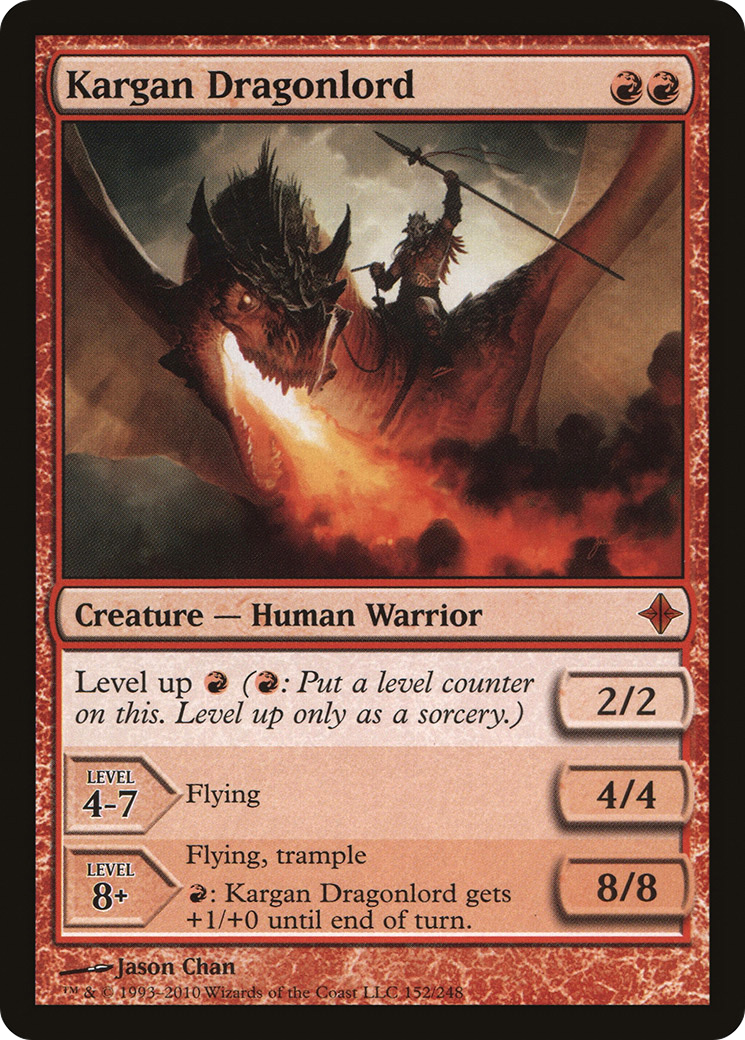 Kargan Dragonlord
Creature — Human Warrior
Level up (: Put a level counter
on this. Level up only as a sorcery.)
2/2
LEVEL
4-7
Flying
4/4
LEVEL
8+
Flying, trample
: Kargan Dragonlord gets
+1/+0 until end of turn.
8/8
Jason Chan
™ & © 1993-2010 Wizards of the Coast LLC 152/248